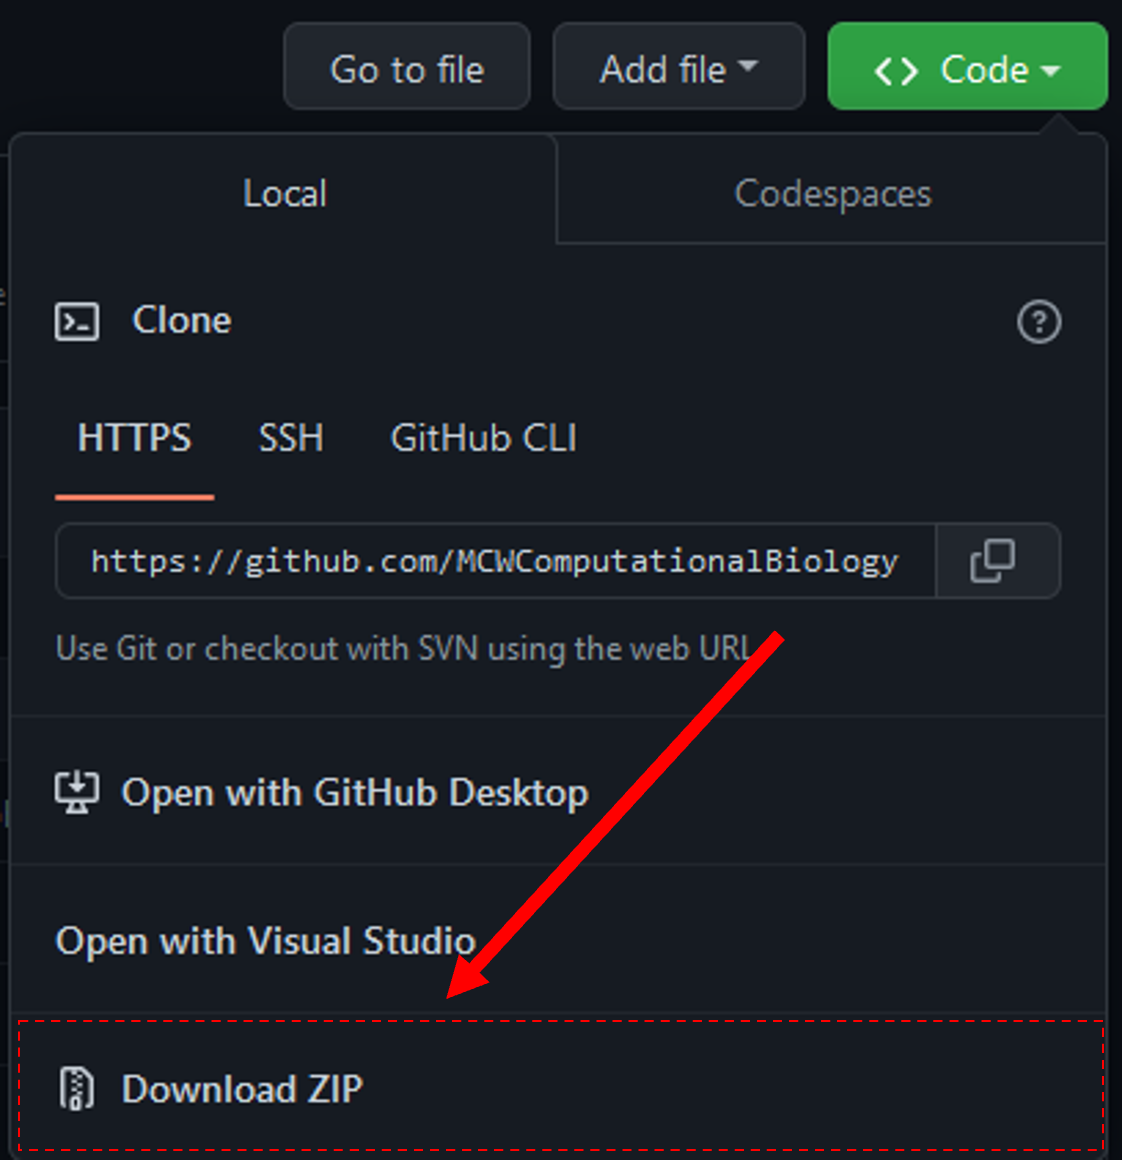 Go to file
Add file
<> Code
Local
Codespaces
Clone
HTTPS
SSH
GitHub CLI
https://github.com/MCWComputationalBiology
Use Git or checkout with SVN using the web URL
Open with GitHub Desktop
Open with Visual Studio
Download ZIP